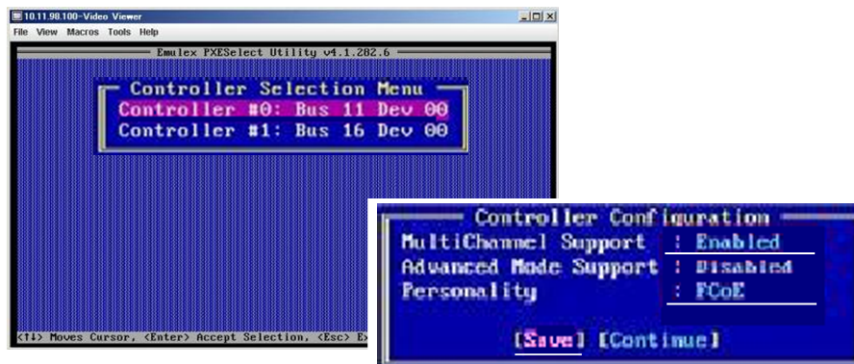 10.11.98.100-Video Viewer
File View Macros Tools Help
Emulex PXESelect Utility v4.1.282.6
Controller Selection Menu
Controller #0: Bus 11 Dev 00
Controller #1: Bus 16 Dev 00
<↑↓> Moves Cursor, <Enter> Accept Selection, <Esc>
Controller Configuration
MultiChannel Support : Enabled
Advanced Mode Support : Disabled
Personality : FCoE
[Save] [Continue]